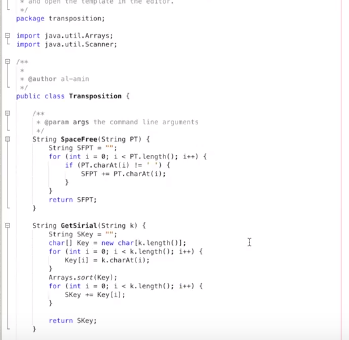 and open the template in the editor.
*/
package transposition;
import java.util.Arrays;
import java.util.Scanner;
/**
*
* @author al-amin
*/
public class Transposition {
/**
* @param args the command line arguments
*/
String SpaceFree(String PT) {
String SFPT = "";
for (int i = 0; i < PT.length(); i++) {
if (PT.charAt(i) != ' ') {
SFPT += PT.charAt(i);
}
}
return SFPT;
}
String GetSirial(String k) {
String SKey = "";
char[] Key = new char[k.length()];
for (int i = 0; i < k.length(); i++) {
Key[i] = k.charAt(i);
}
Arrays.sort(Key);
for (int i = 0; i < k.length(); i++) {
SKey += Key[i];
}
return SKey;
}